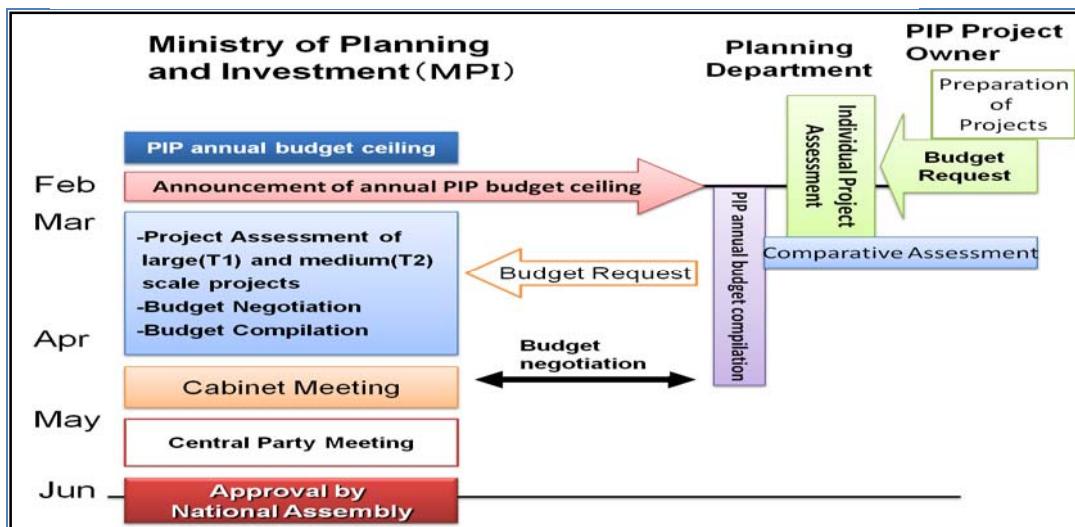 Ministry of Planning
and Investment(MPI)
Planning
Department
PIP Project
Owner
Preparation
of
Projects
PIP annual budget ceiling
Individual Project
Assessment
Budget
Request
Feb
Announcement of annual PIP budget ceiling
Mar
-Project Assessment of
large(T1) and medium(T2)
scale projects
-Budget Negotiation
-Budget Compilation
Budget Request
PIP annual budget compilation
Comparative Assessment
Apr
Budget
negotiation
Cabinet Meeting
May
Central Party Meeting
Jun
Approval by
National Assembly